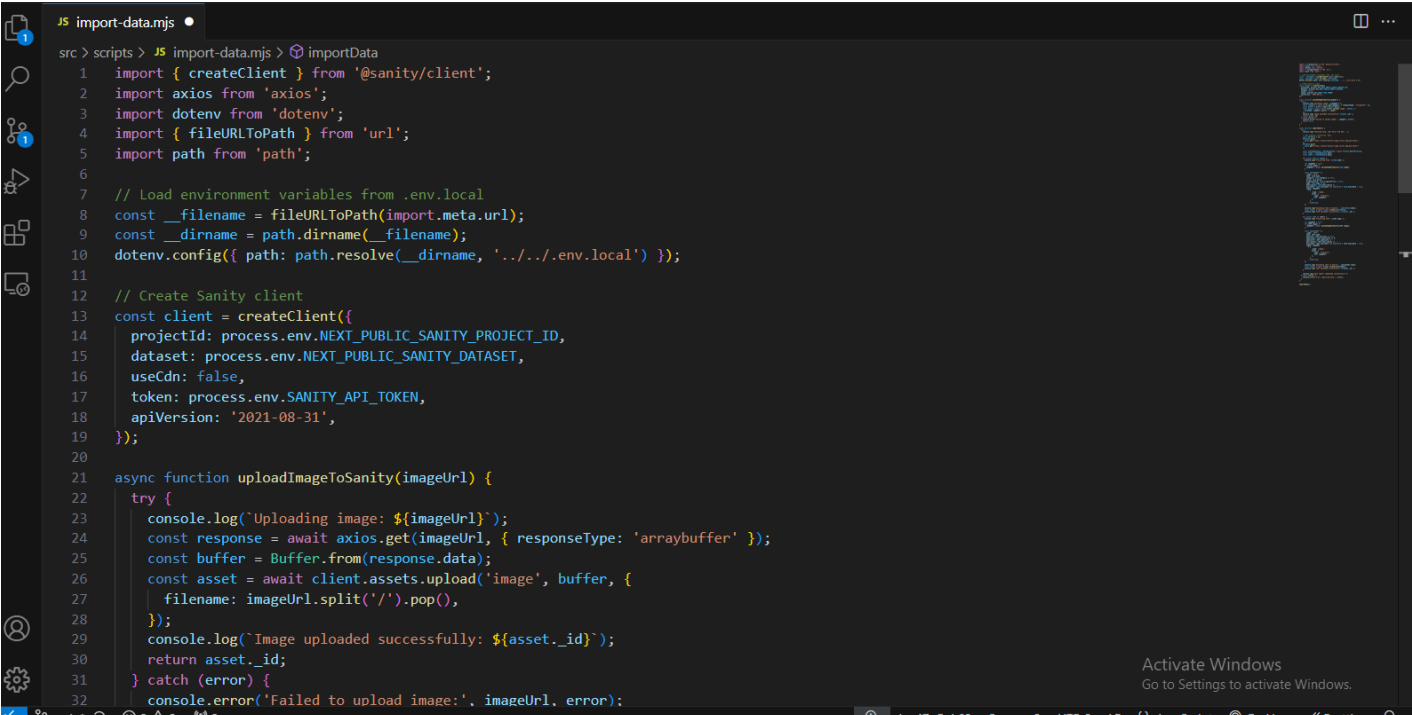 JS import-data.mjs
src > scripts > JS import-data.mjs > importData
1 import { createClient } from '@sanity/client';
2 import axios from 'axios';
3 import dotenv from 'dotenv';
4 import { fileURLToPath } from 'url';
5 import path from 'path';
6
7 // Load environment variables from .env.local
8 const __filename = fileURLToPath(import.meta.url);
9 const __dirname = path.dirname(__filename);
10 dotenv.config({ path: path.resolve(__dirname, '../../.env.local') });
11
12 // Create Sanity client
13 const client = createClient({
14 projectId: process.env.NEXT_PUBLIC_SANITY_PROJECT_ID,
15 dataset: process.env.NEXT_PUBLIC_SANITY_DATASET,
16 useCdn: false,
17 token: process.env.SANITY_API_TOKEN,
18 apiVersion: '2021-08-31',
19 });
20
21 async function uploadImageToSanity(imageUrl) {
22 try {
23 console.log(`Uploading image: ${imageUrl}`);
24 const response = await axios.get(imageUrl, { responseType: 'arraybuffer' });
25 const buffer = Buffer.from(response.data);
26 const asset = await client.assets.upload('image', buffer, {
27 filename: imageUrl.split('/').pop(),
28 });
29 console.log(`Image uploaded successfully: ${asset._id}`);
30 return asset._id;
31 } catch (error) {
32 console.error('Failed to upload image:', imageUrl, error);
1
1
Activate Windows
Go to Settings to activate Windows.